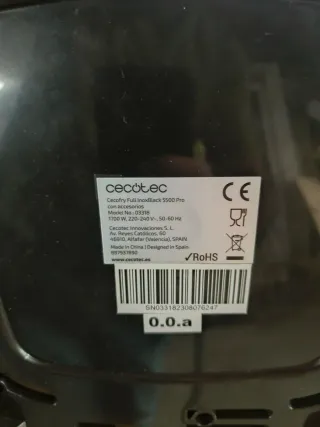 cecotec
Cecofry Full InoxBlack 5500 Pro
con accesorios
Model No.: 03318
1700 W, 220-240 V~, 50-60 Hz
Cecotec Innovaciones S. L.
Av. Reyes Católicos, 60
46910, Alfafar (Valencia), SPAIN
Made in China | Designed in Spain
www.cecotec.es
CE
✓RoHS
SN033182308076247
0.0.a